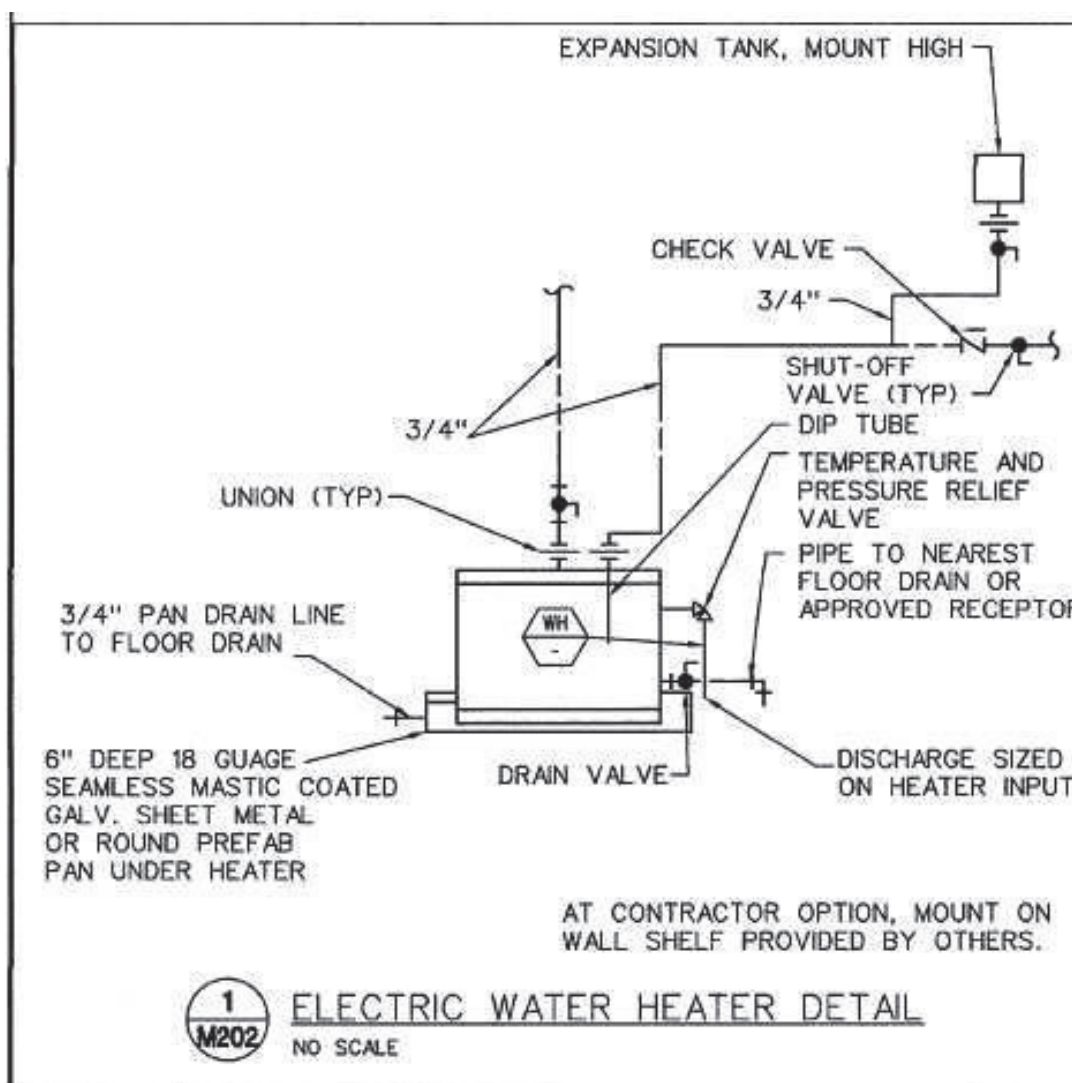 EXPANSION TANK, MOUNT HIGH
CHECK VALVE
3/4"
SHUT-OFF
VALVE (TYP)
3/4"
DIP TUBE
TEMPERATURE AND
PRESSURE RELIEF
VALVE
UNION (TYP)
PIPE TO NEAREST
FLOOR DRAIN OR
APPROVED RECEPTOR
3/4" PAN DRAIN LINE
TO FLOOR DRAIN
WH
-
6" DEEP 18 GUAGE
SEAMLESS MASTIC COATED
GALV. SHEET METAL
OR ROUND PREFAB
PAN UNDER HEATER
DRAIN VALVE
DISCHARGE SIZED
ON HEATER INPUT
AT CONTRACTOR OPTION, MOUNT ON
WALL SHELF PROVIDED BY OTHERS.
1
M202
ELECTRIC WATER HEATER DETAIL
NO SCALE